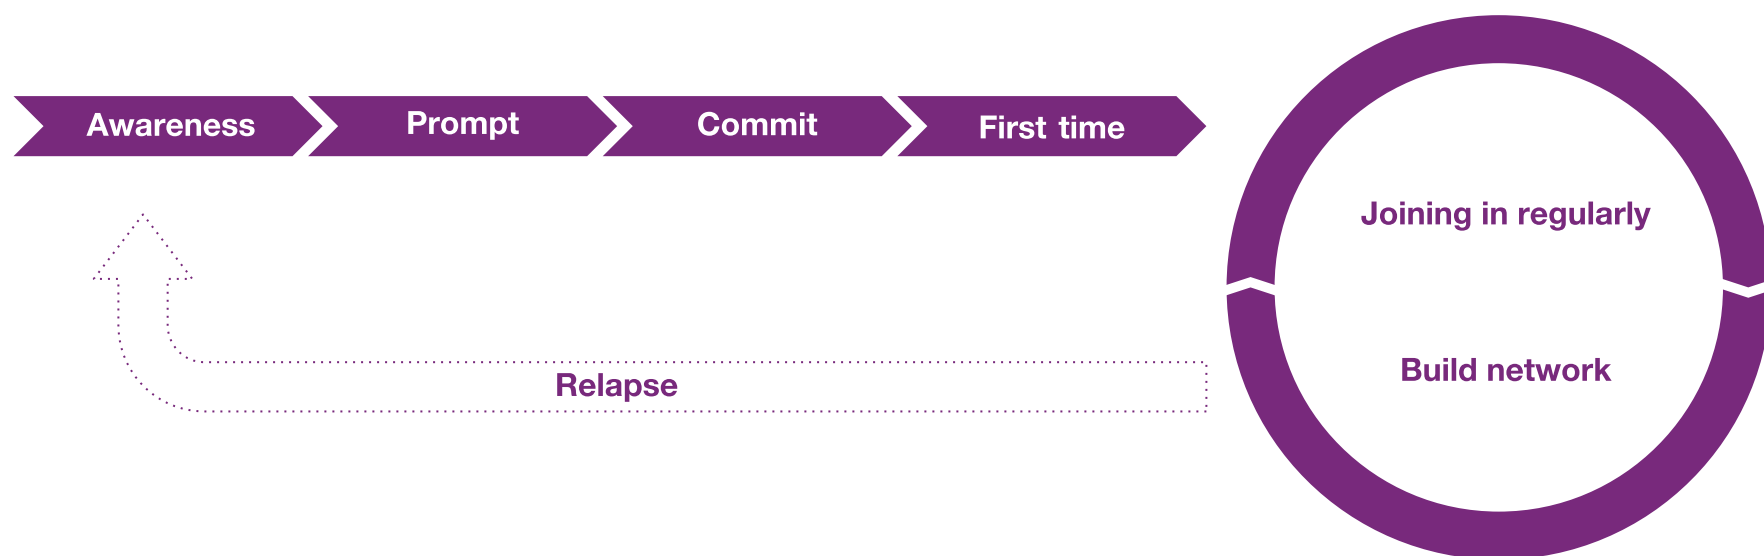 Awareness
Prompt
Commit
First time
Joining in regularly
Build network
Relapse